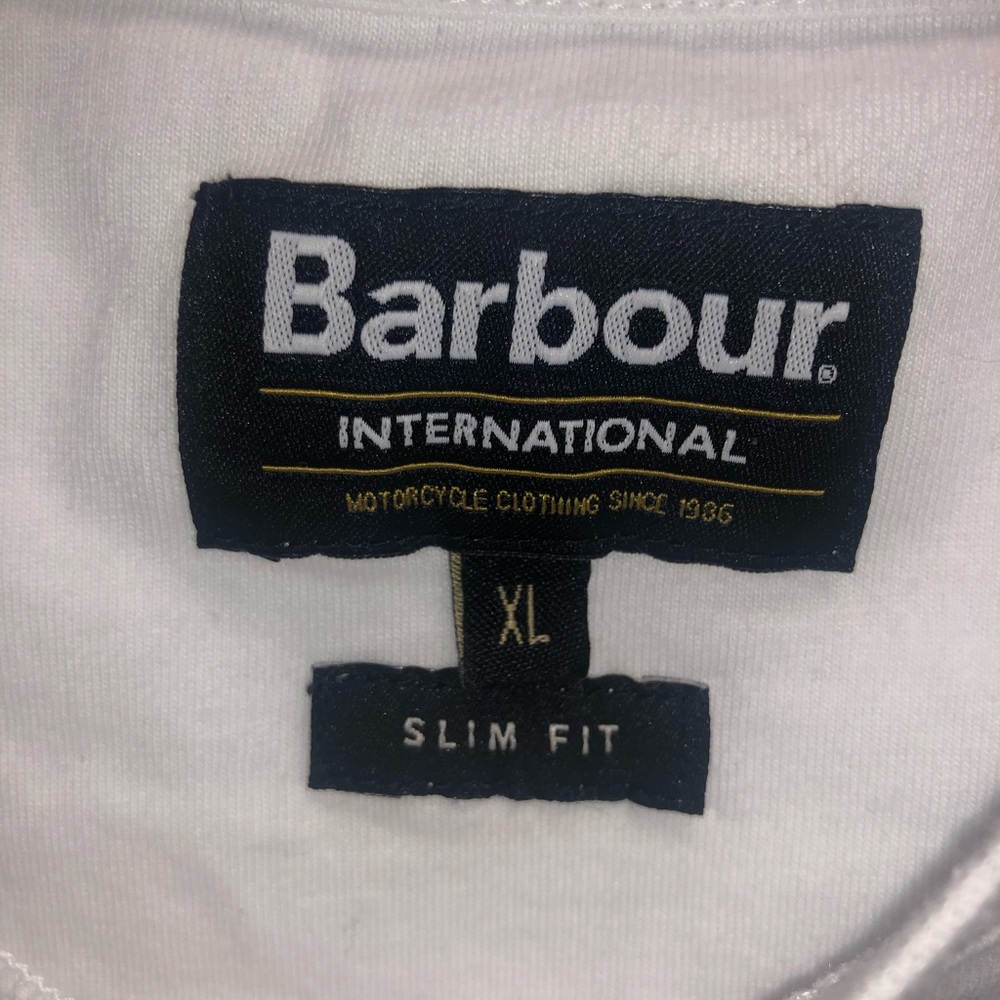 Barbour®
INTERNATIONAL
MOTORCYCLE CLOTHING SINCE 1936
XL
SLIM FIT